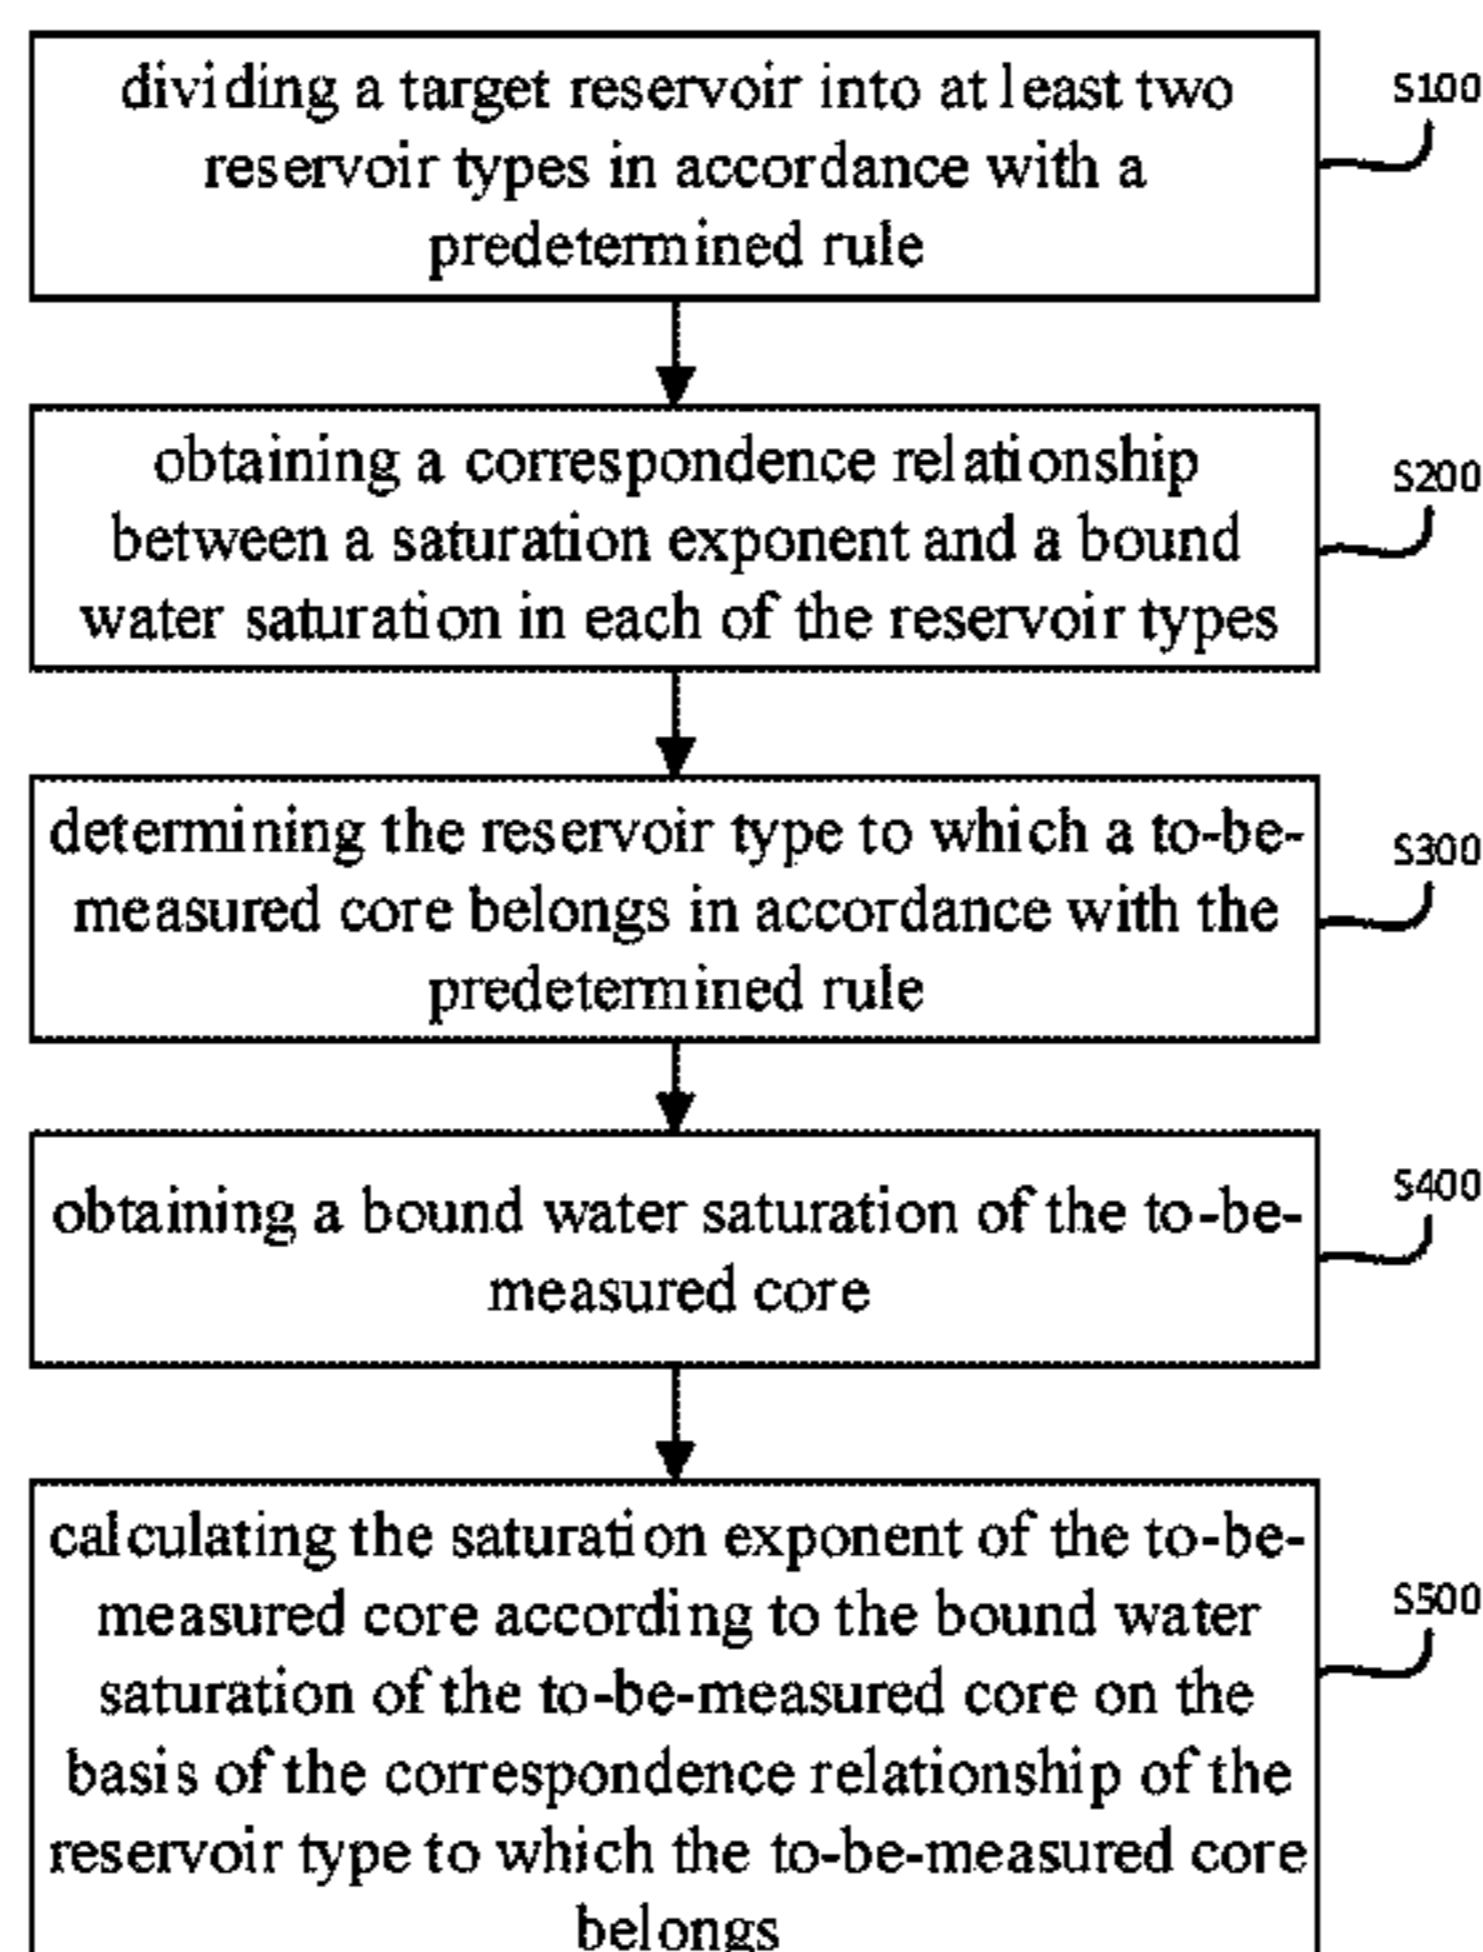 dividing a target reservoir into at least two
reservoir types in accordance with a
predetermined rule
S100
obtaining a correspondence relationship
between a saturation exponent and a bound
water saturation in each of the reservoir types
S200
determining the reservoir type to which a to-be-
measured core belongs in accordance with the
predetermined rule
S300
obtaining a bound water saturation of the to-be-
measured core
S400
calculating the saturation exponent of the to-be-
measured core according to the bound water
saturation of the to-be-measured core on the
basis of the correspondence relationship of the
reservoir type to which the to-be-measured core
belongs
S500